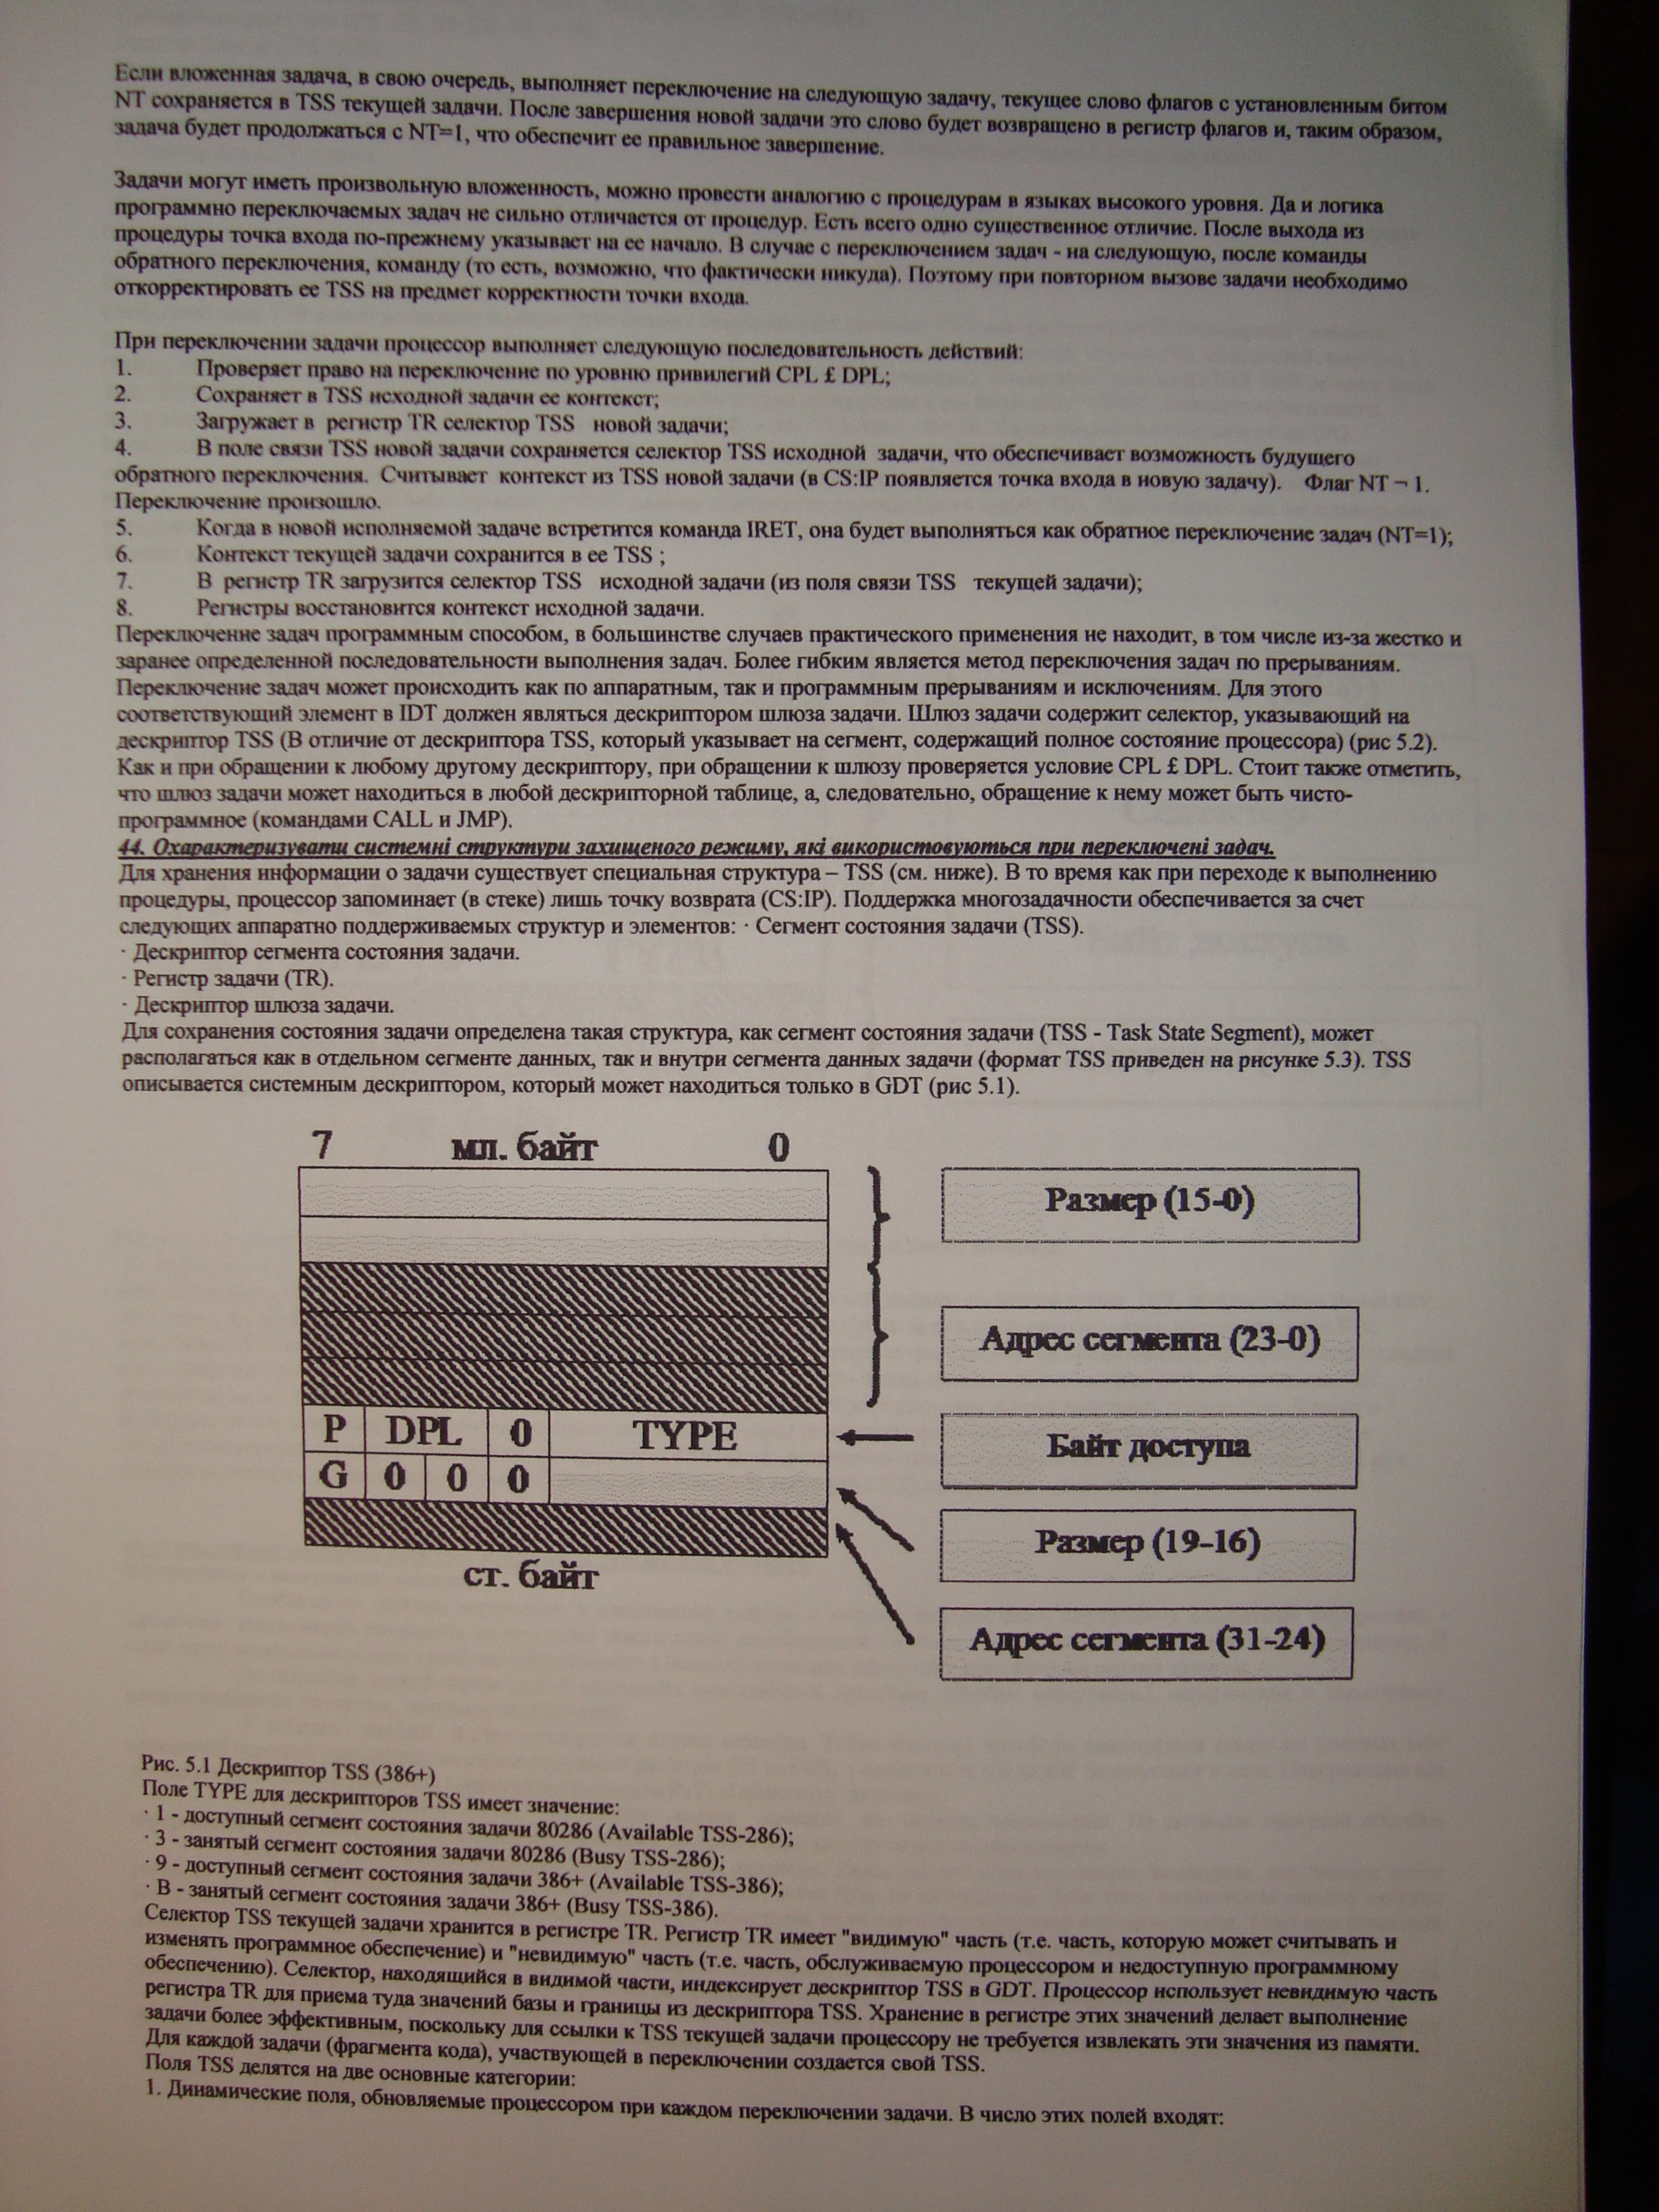 Если вложенная задача, в свою очередь, выполняет переключение на следующую задачу, текущее слово флагов с установленным битом
NT сохраняется в TSS текущей задачи. После завершения новой задачи это слово будет возвращено в регистр флагов и, таким образом,
задача будет продолжаться с NT=1, что обеспечит ее правильное завершение.
Задачи могут иметь произвольную вложенность, можно провести аналогию с процедурам в языках высокого уровня. Да и логика
программно переключаемых задач не сильно отличается от процедур. Есть всего одно существенное отличие. После выхода из
процедуры точка входа по-прежнему указывает на ее начало. В случае с переключением задач - на следующую, после команды
обратного переключения, команду (то есть, возможно, что фактически никуда). Поэтому при повторном вызове задачи необходимо
откорректировать ее TSS на предмет корректности точки входа.
При переключении задачи процессор выполняет следующую последовательность действий:
1. Проверяет право на переключение по уровню привилегий CPL £ DPL;
2. Сохраняет в TSS исходной задачи ее контекст;
3. Загружает в регистр TR селектор TSS новой задачи;
4. В поле связи TSS новой задачи сохраняется селектор TSS исходной задачи, что обеспечивает возможность будущего
обратного переключения. Считывает контекст из TSS новой задачи (в CS:IP появляется точка входа в новую задачу). Флаг NT ¬ 1.
Переключение произошло.
5. Когда в новой исполняемой задаче встретится команда IRET, она будет выполняться как обратное переключение задач (NT=1);
6. Контекст текущей задачи сохранится в ее TSS ;
7. В регистр TR загрузится селектор TSS исходной задачи (из поля связи TSS текущей задачи);
8. Регистры восстановится контекст исходной задачи.
Переключение задач программным способом, в большинстве случаев практического применения не находит, в том числе из-за жестко и
заранее определенной последовательности выполнения задач. Более гибким является метод переключения задач по прерываниям.
Переключение задач может происходить как по аппаратным, так и программным прерываниям и исключениям. Для этого
соответствующий элемент в IDT должен являться дескриптором шлюза задачи. Шлюз задачи содержит селектор, указывающий на
дескриптор TSS (В отличие от дескриптора TSS, который указывает на сегмент, содержащий полное состояние процессора) (рис 5.2).
Как и при обращении к любому другому дескриптору, при обращении к шлюзу проверяется условие CPL £ DPL. Стоит также отметить,
что шлюз задачи может находиться в любой дескрипторной таблице, а, следовательно, обращение к нему может быть чисто-
программное (командами CALL и JMP).
44. Охарактеризувати системні структури захищеного режиму, які використовуються при переключені задач.
Для хранения информации о задачи существует специальная структура – TSS (см. ниже). В то время как при переходе к выполнению
процедуры, процессор запоминает (в стеке) лишь точку возврата (CS:IP). Поддержка многозадачности обеспечивается за счет
следующих аппаратно поддерживаемых структур и элементов: · Сегмент состояния задачи (TSS).
· Дескриптор сегмента состояния задачи.
· Регистр задачи (TR).
· Дескриптор шлюза задачи.
Для сохранения состояния задачи определена такая структура, как сегмент состояния задачи (TSS - Task State Segment), может
располагаться как в отдельном сегменте данных, так и внутри сегмента данных задачи (формат TSS приведен на рисунке 5.3). TSS
описывается системным дескриптором, который может находиться только в GDT (рис 5.1).
7 мл. байт 0
Размер (15-0)
Адрес сегмента (23-0)
P DPL 0 TYPE
Байт доступа
G 0 0 0
Размер (19-16)
ст. байт
Адрес сегмента (31-24)
Рис. 5.1 Дескриптор TSS (386+)
Поле TYPE для дескрипторов TSS имеет значение:
· 1 - доступный сегмент состояния задачи 80286 (Available TSS-286);
· 3 - занятый сегмент состояния задачи 80286 (Busy TSS-286);
· 9 - доступный сегмент состояния задачи 386+ (Available TSS-386);
· B - занятый сегмент состояния задачи 386+ (Busy TSS-386).
Селектор TSS текущей задачи хранится в регистре TR. Регистр TR имеет "видимую" часть (т.е. часть, которую может считывать и
изменять программное обеспечение) и "невидимую" часть (т.е. часть, обслуживаемую процессором и недоступную программному
обеспечению). Селектор, находящийся в видимой части, индексирует дескриптор TSS в GDT. Процессор использует невидимую часть
регистра TR для приема туда значений базы и границы из дескриптора TSS. Хранение в регистре этих значений делает выполнение
задачи более эффективным, поскольку для ссылки к TSS текущей задачи процессору не требуется извлекать эти значения из памяти.
Для каждой задачи (фрагмента кода), участвующей в переключении создается свой TSS.
Поля TSS делятся на две основные категории:
1. Динамические поля, обновляемые процессором при каждом переключении задачи. В число этих полей входят: